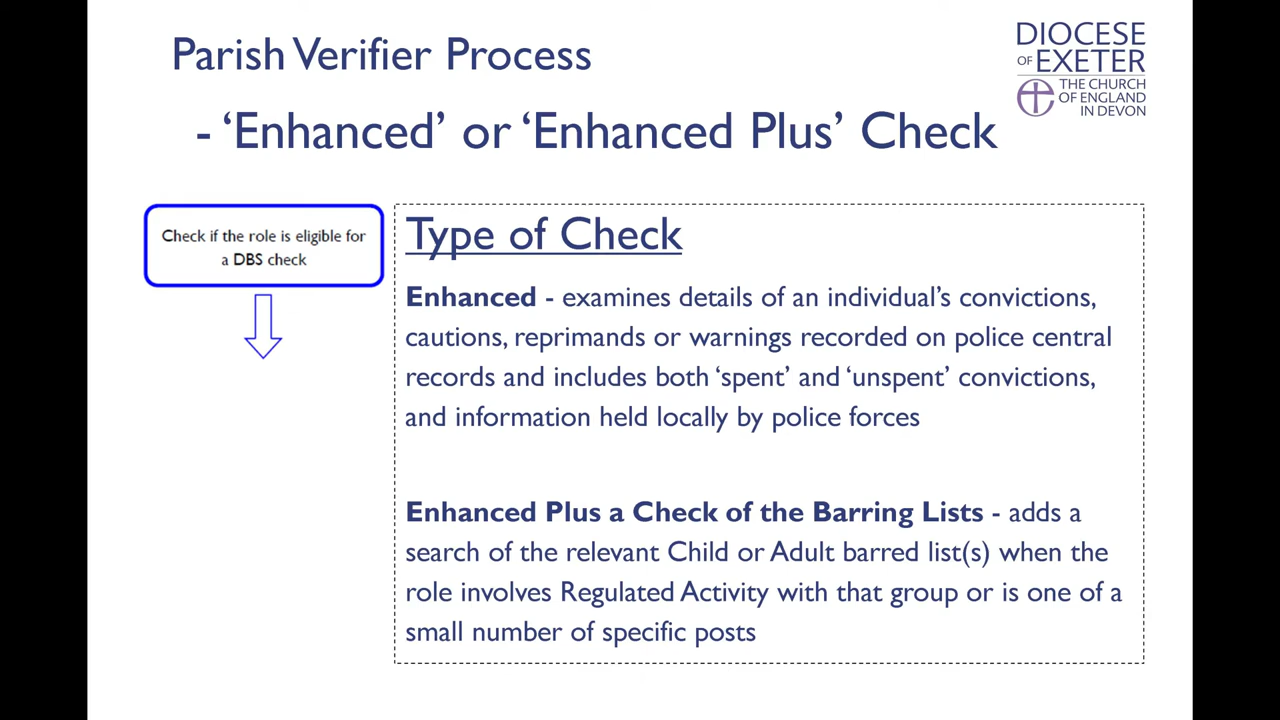 Parish Verifier Process
- ‘Enhanced’ or ‘Enhanced Plus’ Check
DIOCESE
OF EXETER
THE CHURCH
OF ENGLAND
IN DEVON
Check if the role is eligible for
a DBS check
Type of Check
Enhanced - examines details of an individual’s convictions,
cautions, reprimands or warnings recorded on police central
records and includes both ‘spent’ and ‘unspent’ convictions,
and information held locally by police forces
Enhanced Plus a Check of the Barring Lists - adds a
search of the relevant Child or Adult barred list(s) when the
role involves Regulated Activity with that group or is one of a
small number of specific posts